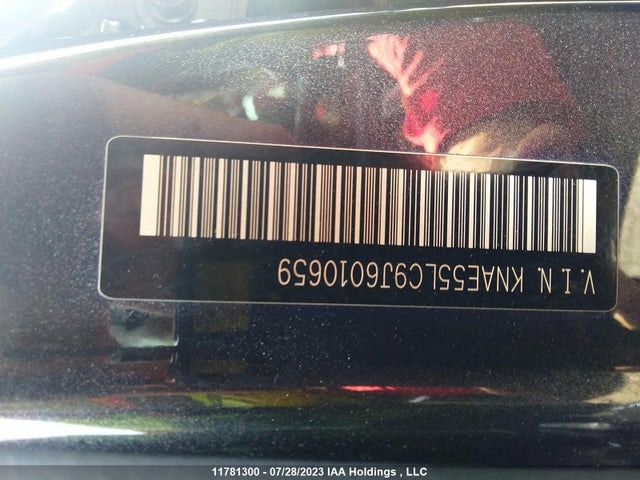 V. I. N. KNAE55LC9J6010659
11781300 - 07/28/2023 IAA Holdings , LLC